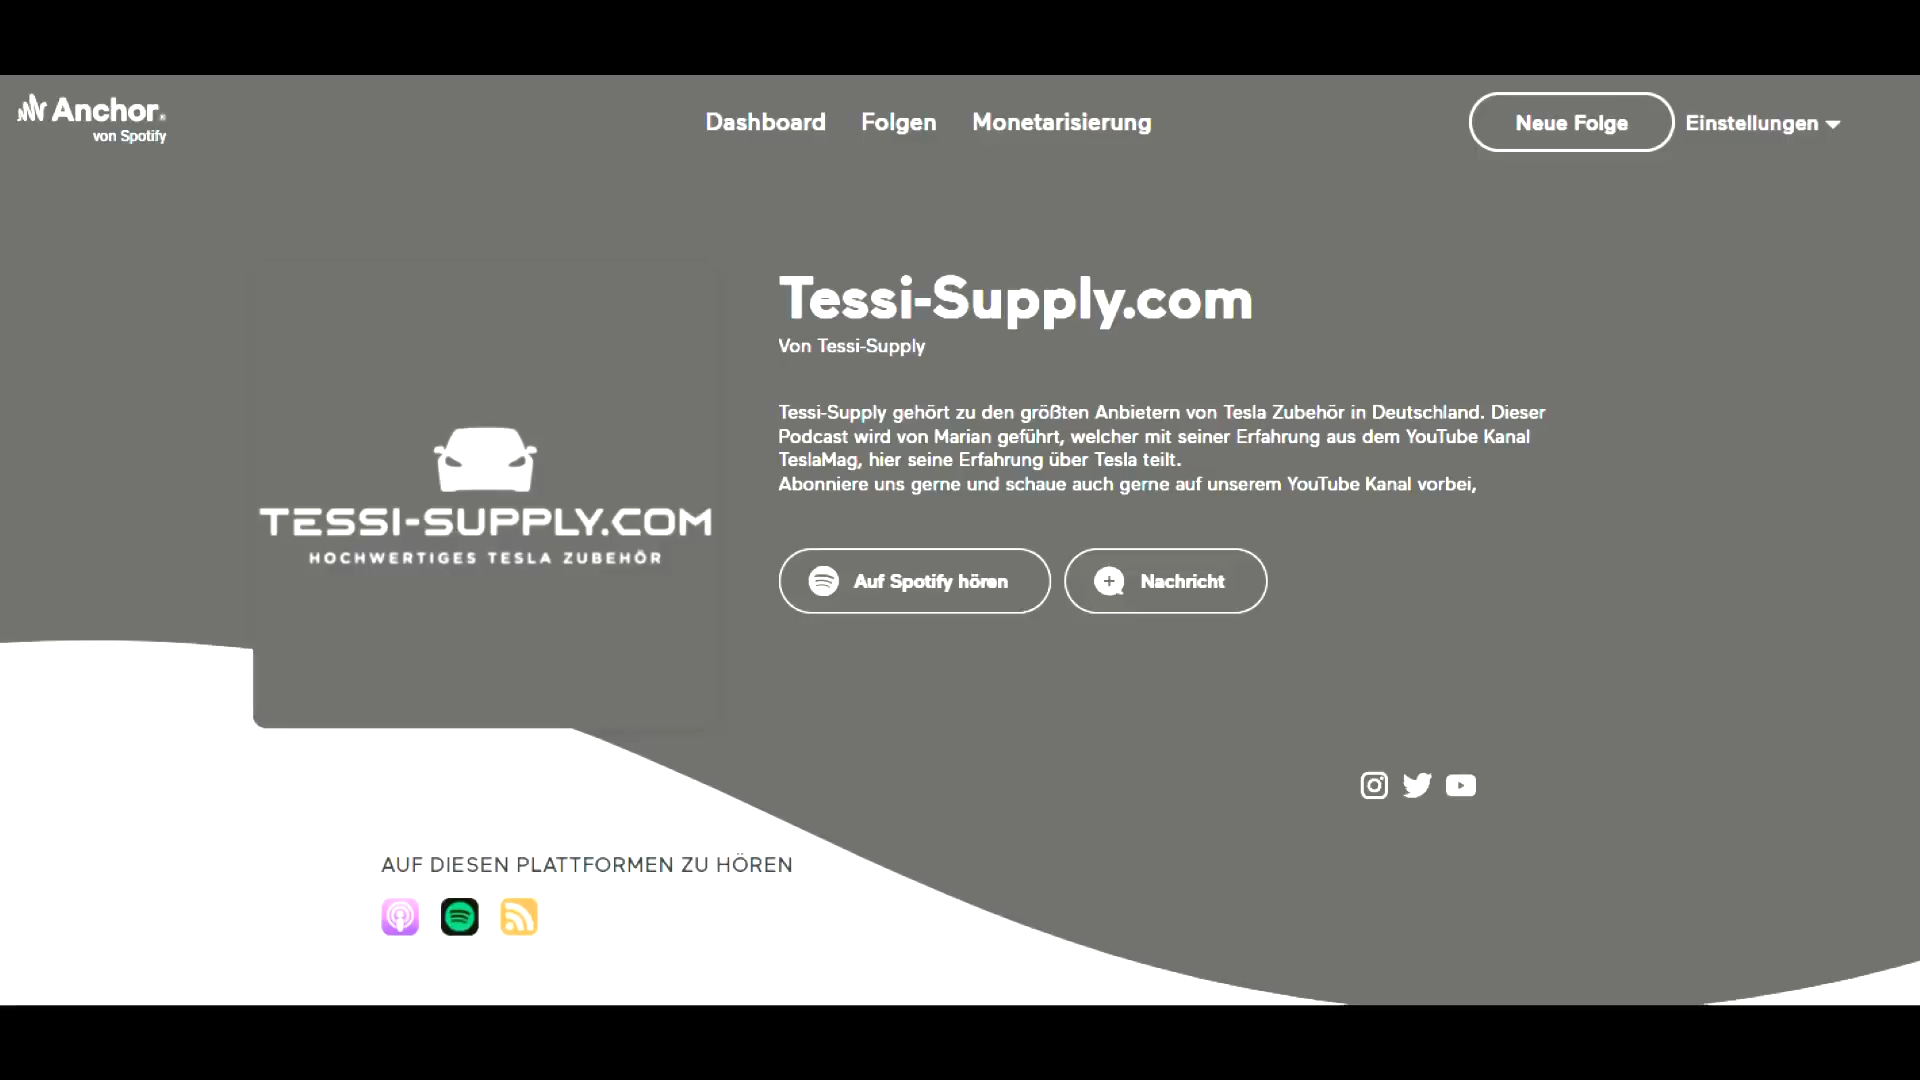 Anchor
von Spotify
Dashboard Folgen Monetarisierung
Neue Folge Einstellungen
TESSI-SUPPLY.COM
HOCHWERTIGES TESLA ZUBEHÖR
Tessi-Supply.com
Von Tessi-Supply
Tessi-Supply gehört zu den größten Anbietern von Tesla Zubehör in Deutschland. Dieser
Podcast wird von Marian geführt, welcher mit seiner Erfahrung aus dem YouTube Kanal
TeslaMag, hier seine Erfahrung über Tesla teilt.
Abonniere uns gerne und schaue auch gerne auf unserem YouTube Kanal vorbei,
Auf Spotify hören Nachricht
AUF DIESEN PLATTFORMEN ZU HÖREN